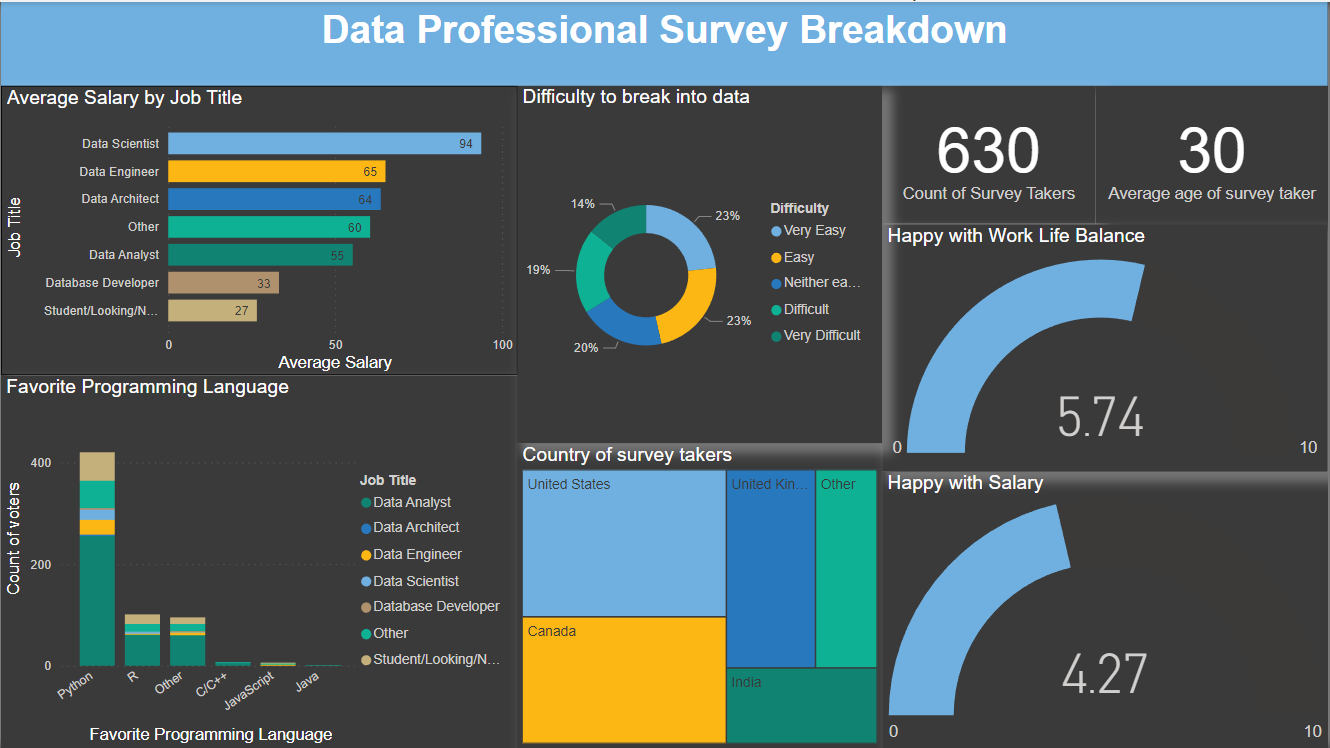 Data Professional Survey Breakdown
Average Salary by Job Title
Job Title
Data Scientist 94
Data Engineer 65
Data Architect 64
Other 60
Data Analyst 55
Database Developer 33
Student/Looking/N... 27
0 50 100
Average Salary
Difficulty to break into data
14% 23%
19%
23%
20%
Difficulty
Very Easy
Easy
Neither ea...
Difficult
Very Difficult
630
Count of Survey Takers
30
Average age of survey taker
Happy with Work Life Balance
5.74
0 10
Favorite Programming Language
Count of voters
400
200
0
Python R Other C/C++ JavaScript Java
Favorite Programming Language
Job Title
Data Analyst
Data Architect
Data Engineer
Data Scientist
Database Developer
Other
Student/Looking/N...
Country of survey takers
United States
United Kin...
Other
Canada
India
Happy with Salary
4.27
0 10